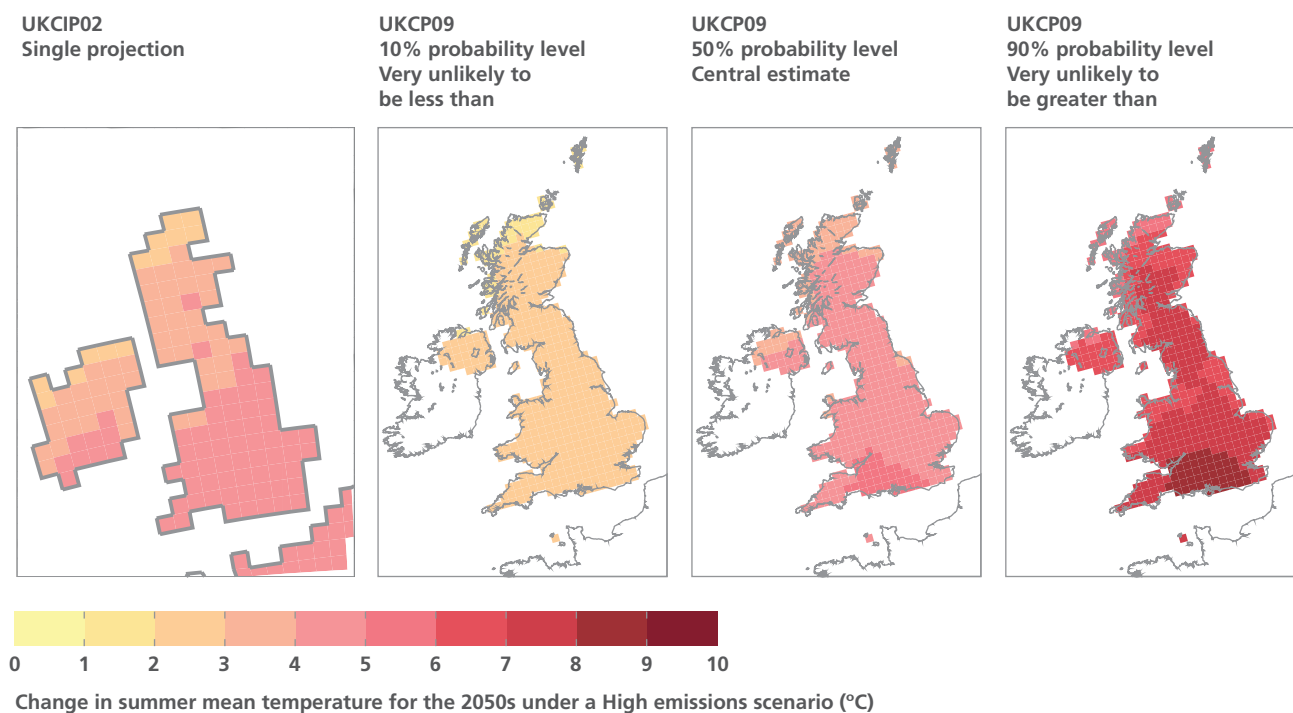 UKCIP02
Single projection
UKCP09
10% probability level
Very unlikely to
be less than
UKCP09
50% probability level
Central estimate
UKCP09
90% probability level
Very unlikely to
be greater than
0 1 2 3 4 5 6 7 8 9 10
Change in summer mean temperature for the 2050s under a High emissions scenario (ºC)